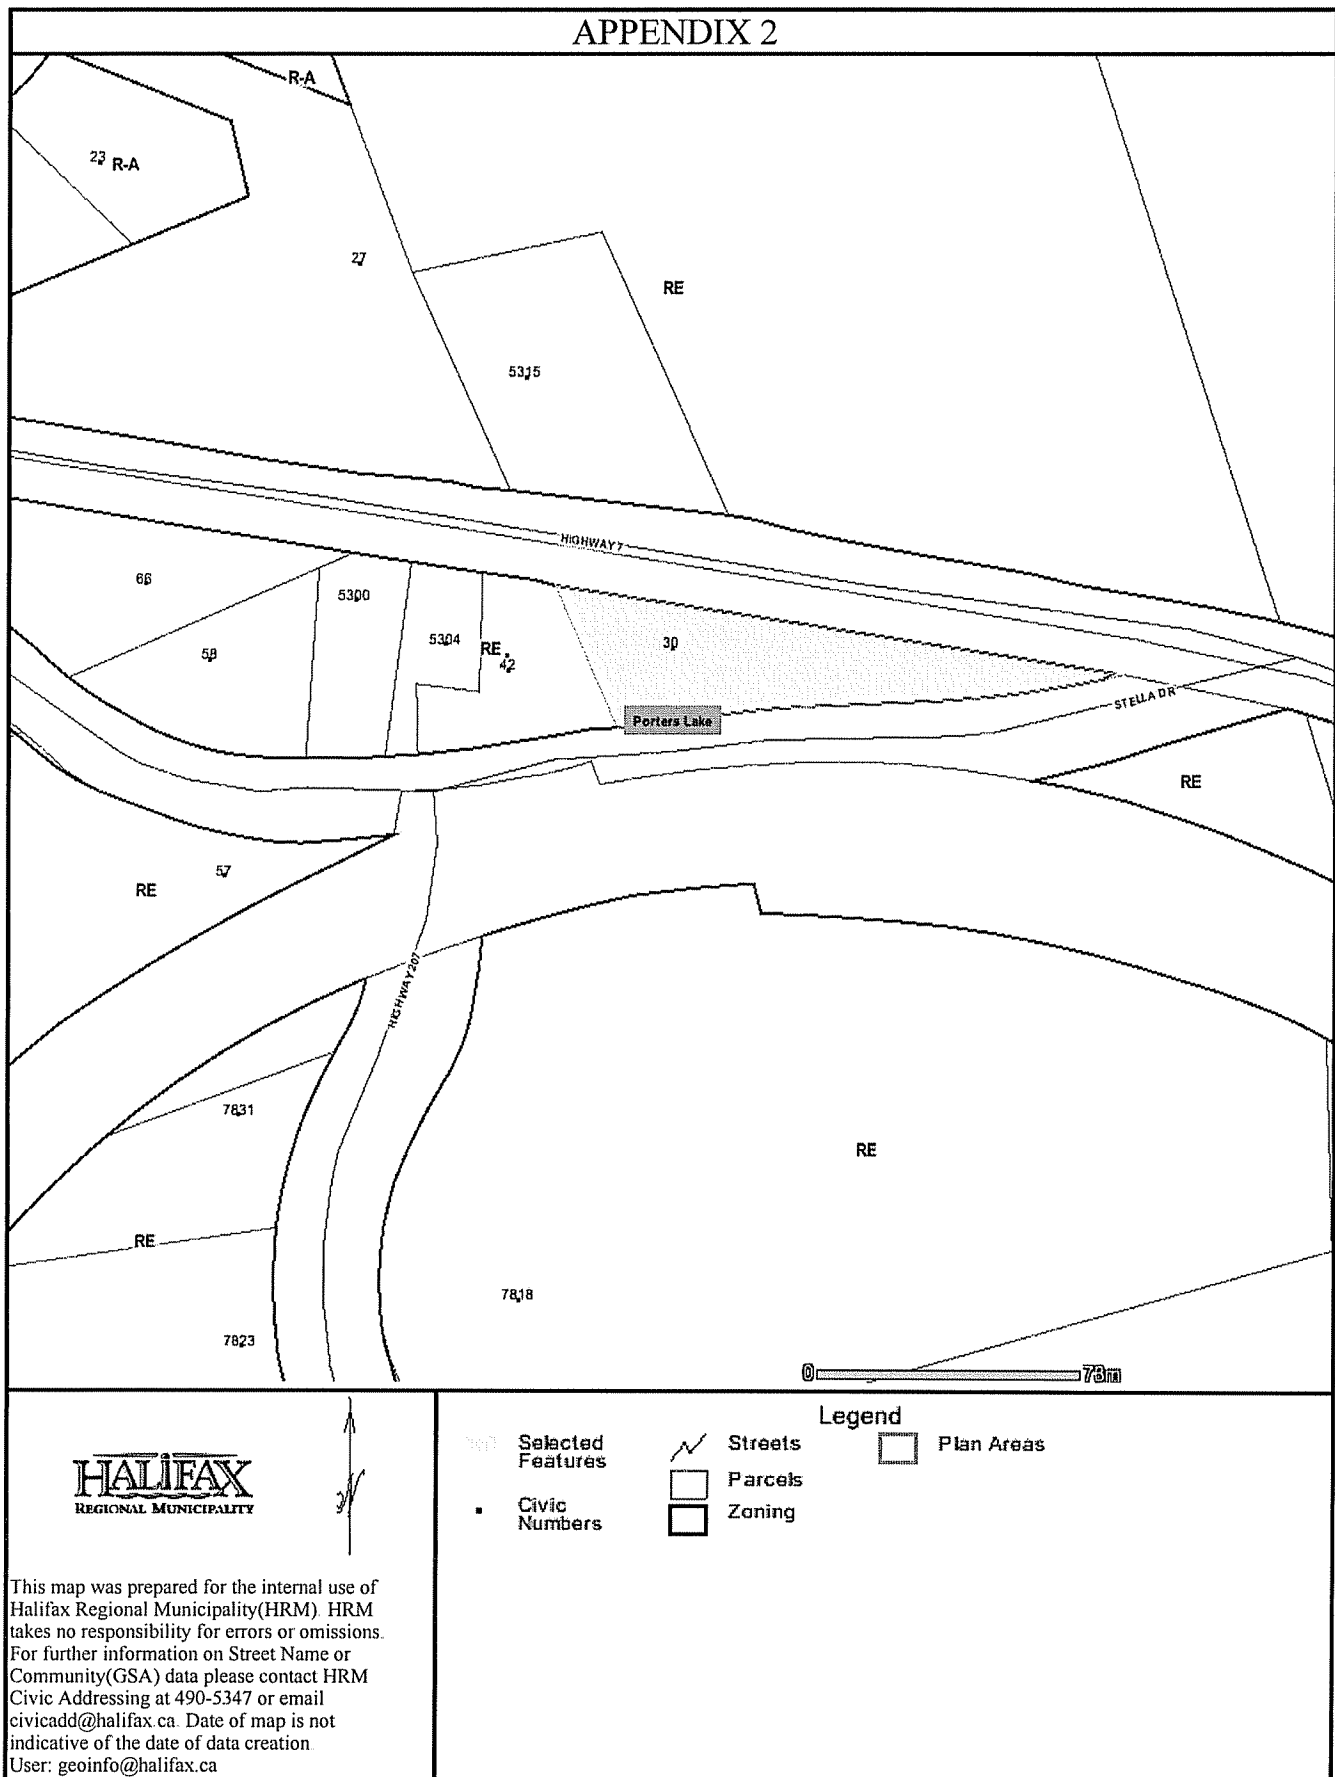 APPENDIX 2
R-A
23 R-A
27
RE
5315
HIGHWAY 7
66
5300
58
5304
RE
42
30
STELLA DR
Porters Lake
RE
57
RE
HIGHWAY 207
7831
RE
RE
7818
7823
0 78m
HALIFAX
REGIONAL MUNICIPALITY
N
This map was prepared for the internal use of
Halifax Regional Municipality(HRM). HRM
takes no responsibility for errors or omissions.
For further information on Street Name or
Community(GSA) data please contact HRM
Civic Addressing at 490-5347 or email
civicadd@halifax.ca. Date of map is not
indicative of the date of data creation.
User: geoinfo@halifax.ca
Legend
Selected
Features
Civic
Numbers
Streets
Parcels
Zoning
Plan Areas